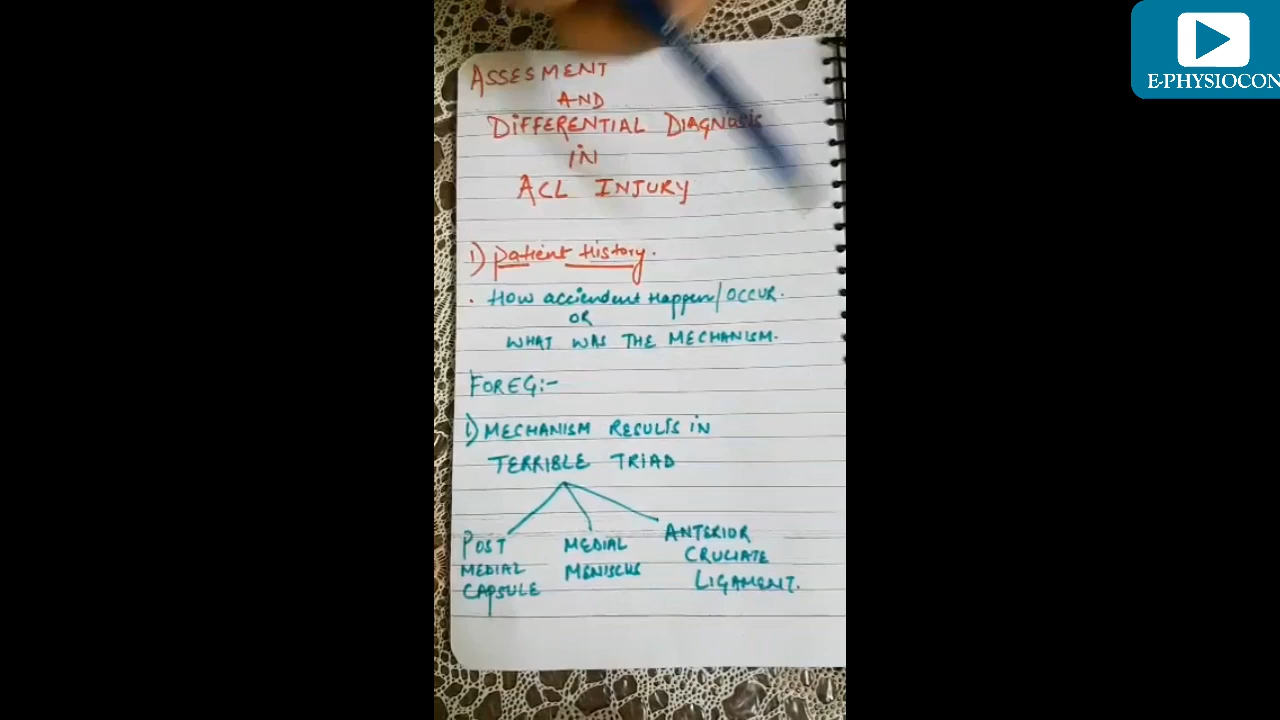 E-PHYSIOCON
ASSESMENT
AND
DIFFERENTIAL DIAGNOSIS
IN
ACL INJURY
1) Patient History.
. How acciendent Happen/OCCUR.
OR
WHAT WAS THE MECHANISM.
FOREG:-
1) MECHANISM RESULTS IN
TERRIBLE TRIAD
POST MEDIAL ANTERIOR
MEDIAL MENISCUS CRUCIATE
CAPSULE LIGAMENT.